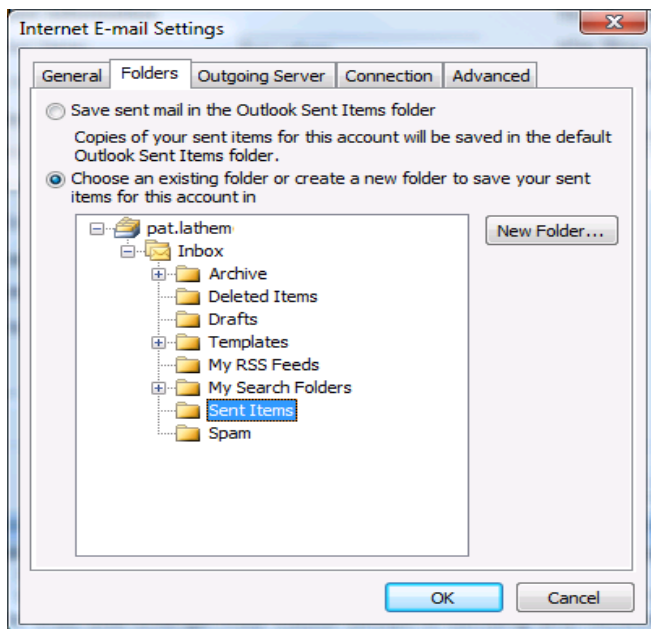 Internet E-mail Settings
General Folders Outgoing Server Connection Advanced
Save sent mail in the Outlook Sent Items folder
Copies of your sent items for this account will be saved in the default
Outlook Sent Items folder.
Choose an existing folder or create a new folder to save your sent
items for this account in
pat.lathem
New Folder...
Inbox
Archive
Deleted Items
Drafts
Templates
My RSS Feeds
My Search Folders
Sent Items
Spam
OK Cancel